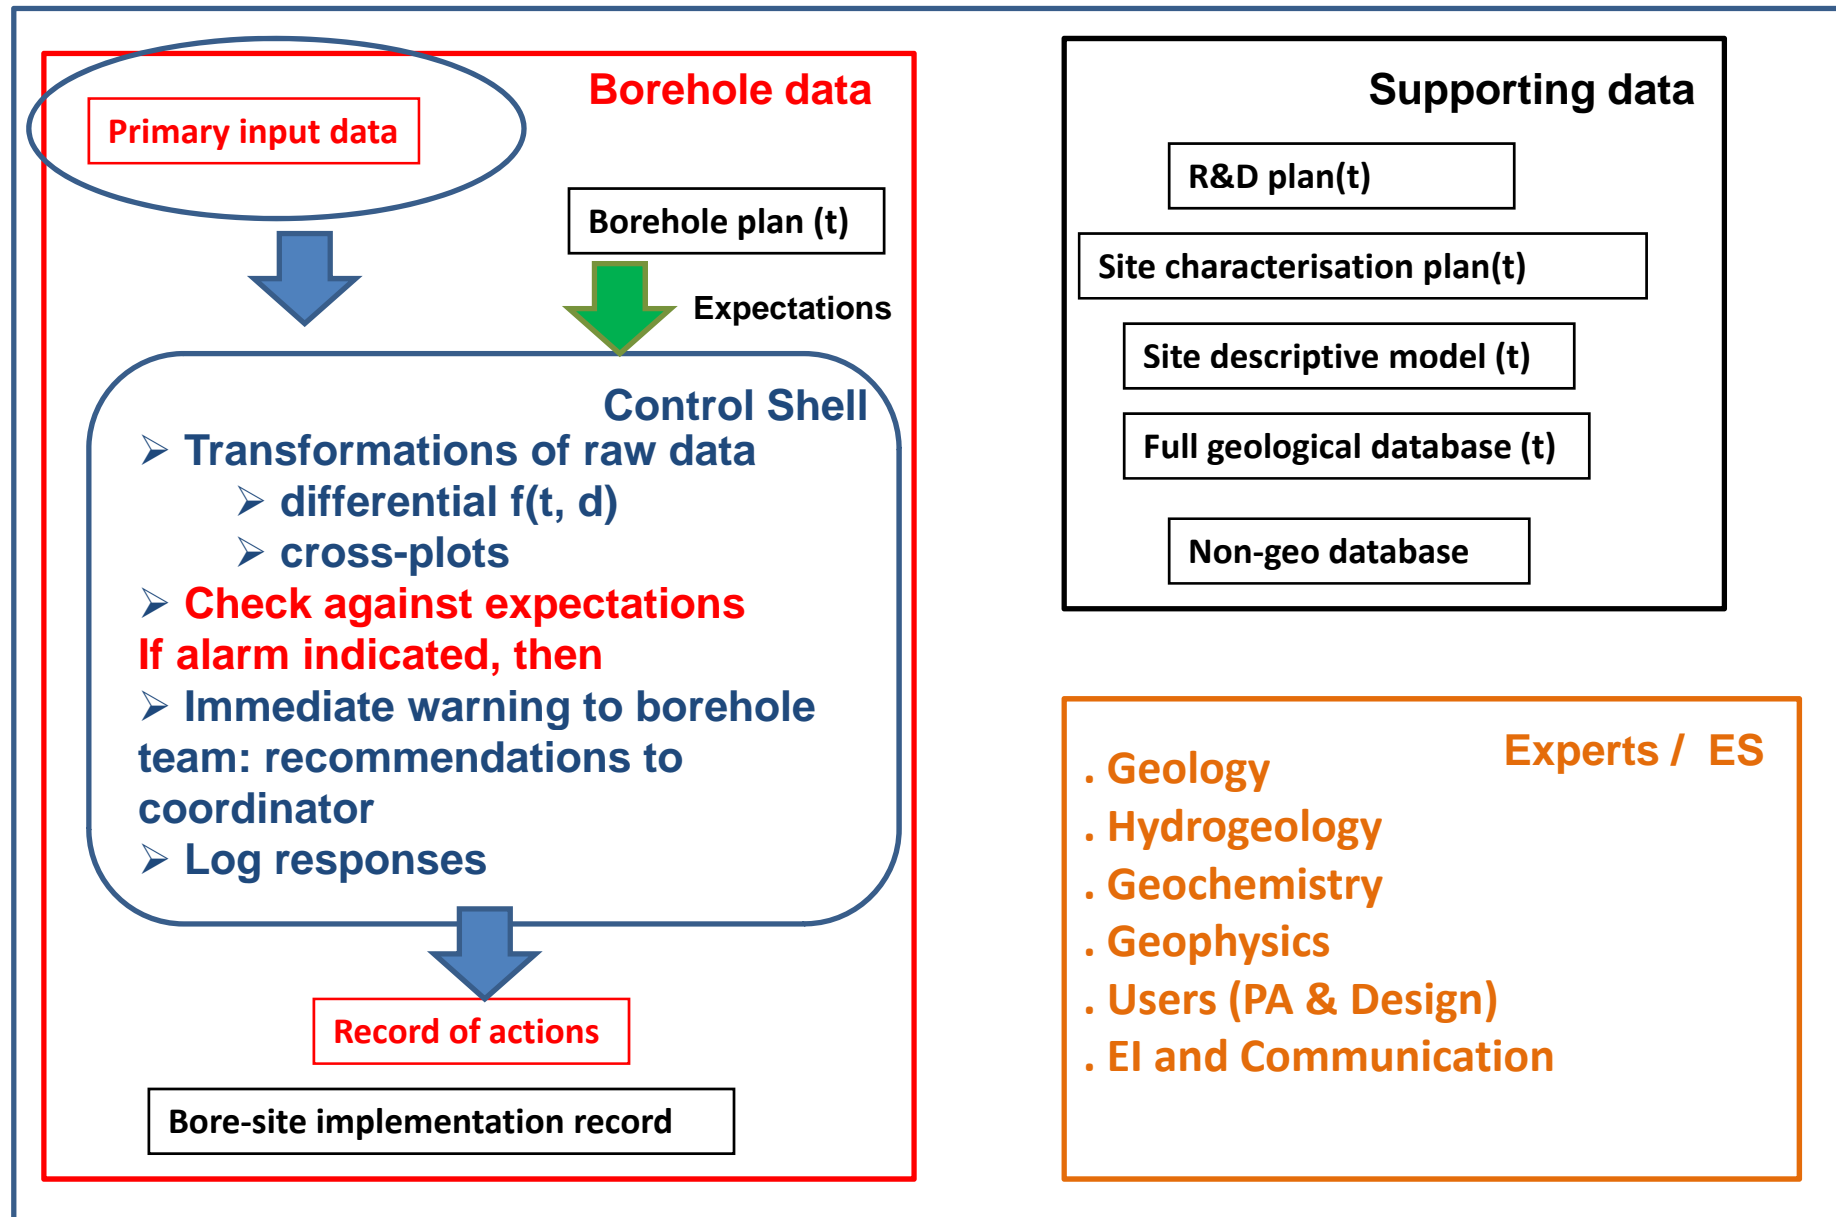 Borehole data
Primary input data
Borehole plan (t)
Expectations
Control Shell
➢ Transformations of raw data
➢ differential f(t, d)
➢ cross-plots
➢ Check against expectations
If alarm indicated, then
➢ Immediate warning to borehole
team: recommendations to
coordinator
➢ Log responses
Record of actions
Bore-site implementation record
Supporting data
R&D plan(t)
Site characterisation plan(t)
Site descriptive model (t)
Full geological database (t)
Non-geo database
Experts /  ES
. Geology
. Hydrogeology
. Geochemistry
. Geophysics
. Users (PA & Design)
. EI and Communication